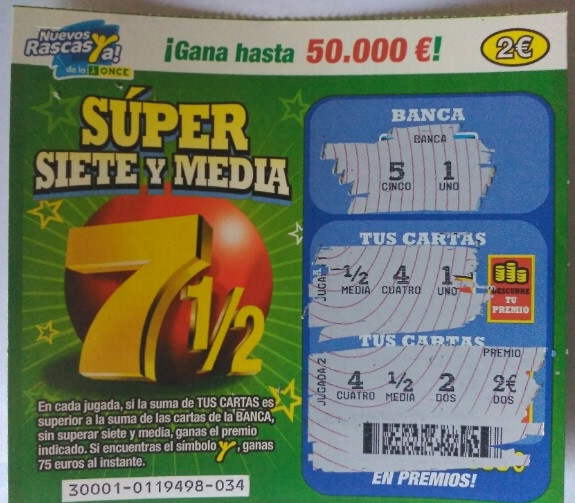 Nuevos
Rascas Ya!
de la ONCE
¡Gana hasta 50.000 €!
2€
SÚPER
SIETE Y MEDIA
7 1/2
BANCA
BANCA
5 1
CINCO UNO
TUS CARTAS
JUGA
1/2 4 1
MEDIA CUATRO UNO
DESCUBRE
TU
PREMIO
TUS CARTAS
PREMIO
JUGADA 2
4 1/2 2 2€
CUATRO MEDIA DOS DOS
En cada jugada, si la suma de TUS CARTAS es
superior a la suma de las cartas de la BANCA,
sin superar siete y media, ganas el premio
indicado. Si encuentras el símbolo Y, ganas
75 euros al instante.
EN PREMIOS!
30001-0119498-034